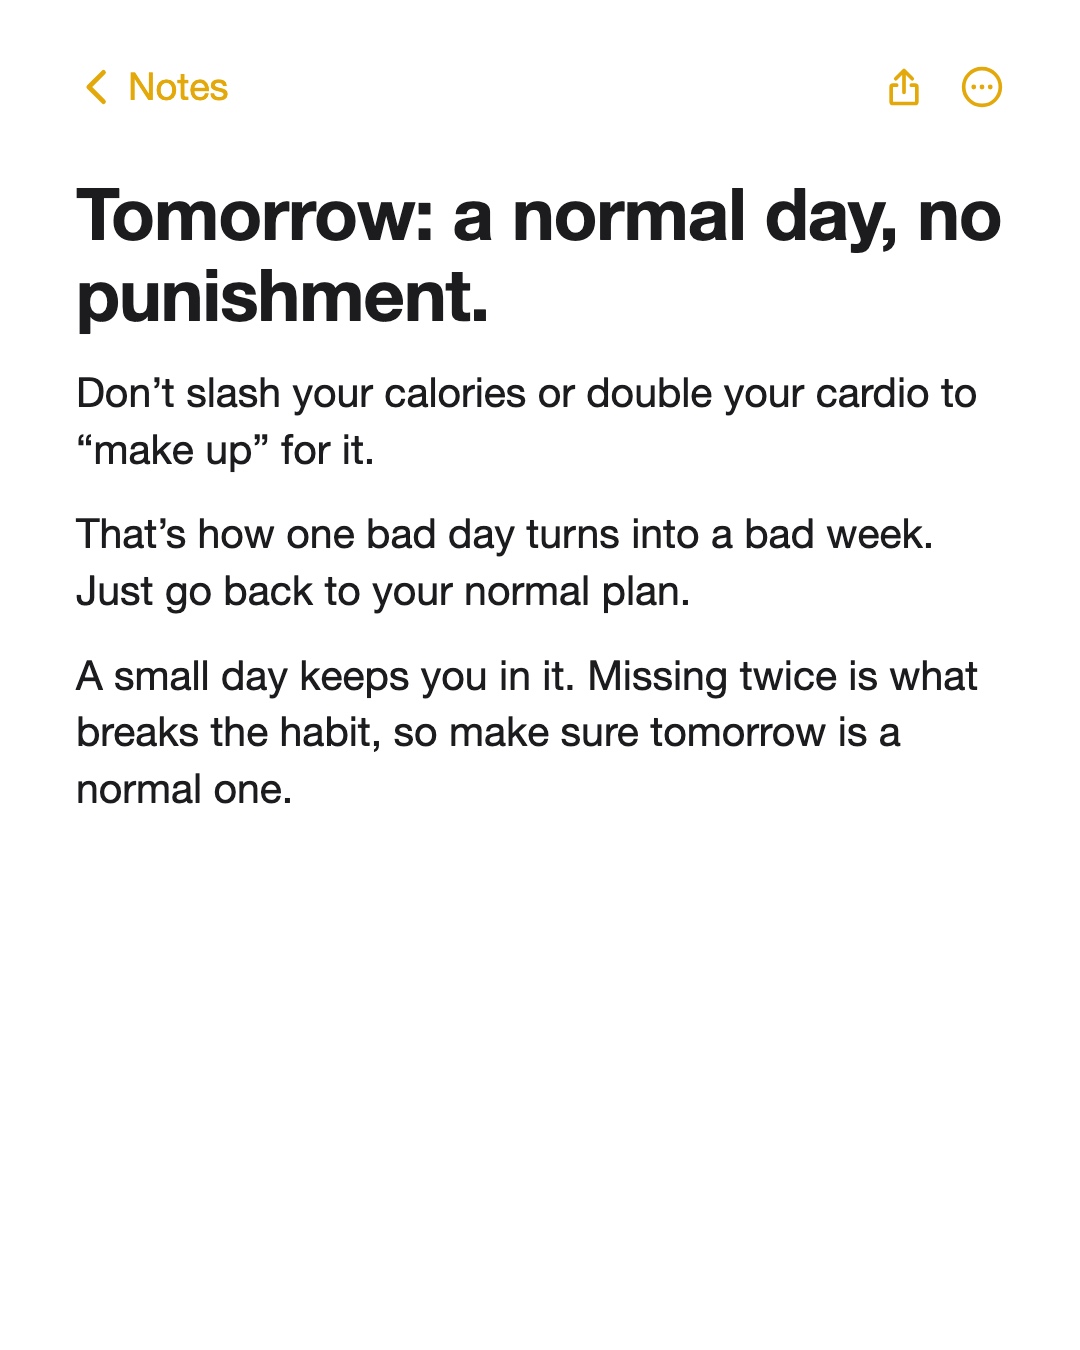 Notes
Tomorrow: a normal day, no
punishment.
Don’t slash your calories or double your cardio to
“make up” for it.
That’s how one bad day turns into a bad week.
Just go back to your normal plan.
A small day keeps you in it. Missing twice is what
breaks the habit, so make sure tomorrow is a
normal one.